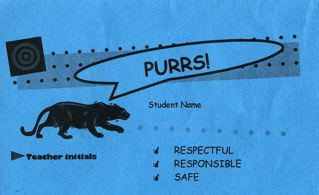 PURRS!
Student Name
Teacher initials
RESPECTFUL
RESPONSIBLE
SAFE